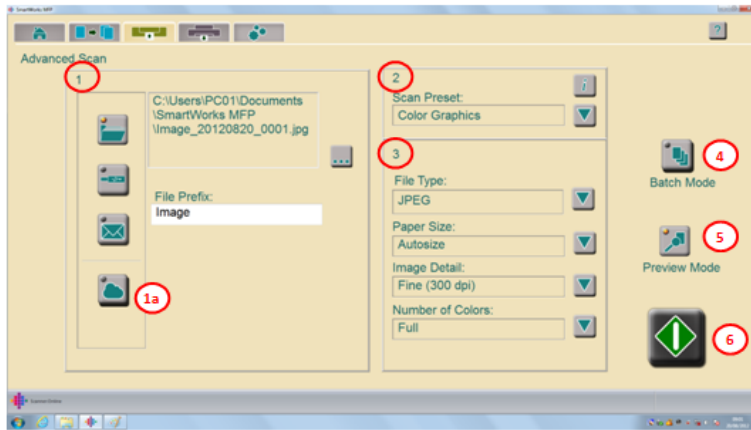 SmartWorks MFP
?
Advanced Scan
1
C:\Users\PC01\Documents
\SmartWorks MFP
\Image_20120820_0001.jpg
...
File Prefix:
Image
1a
2
i
Scan Preset:
Color Graphics
3
File Type:
JPEG
Paper Size:
Autosize
Image Detail:
Fine (300 dpi)
Number of Colors:
Full
4
Batch Mode
5
Preview Mode
6
Scanner Online